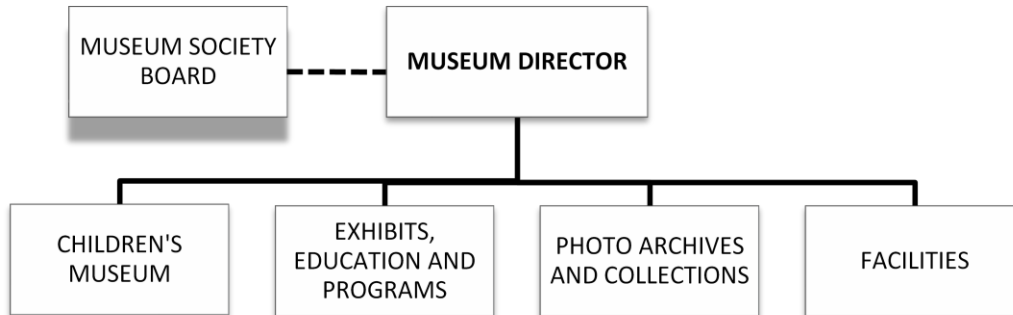 MUSEUM SOCIETY
BOARD
MUSEUM DIRECTOR
CHILDREN'S
MUSEUM
EXHIBITS,
EDUCATION AND
PROGRAMS
PHOTO ARCHIVES
AND COLLECTIONS
FACILITIES